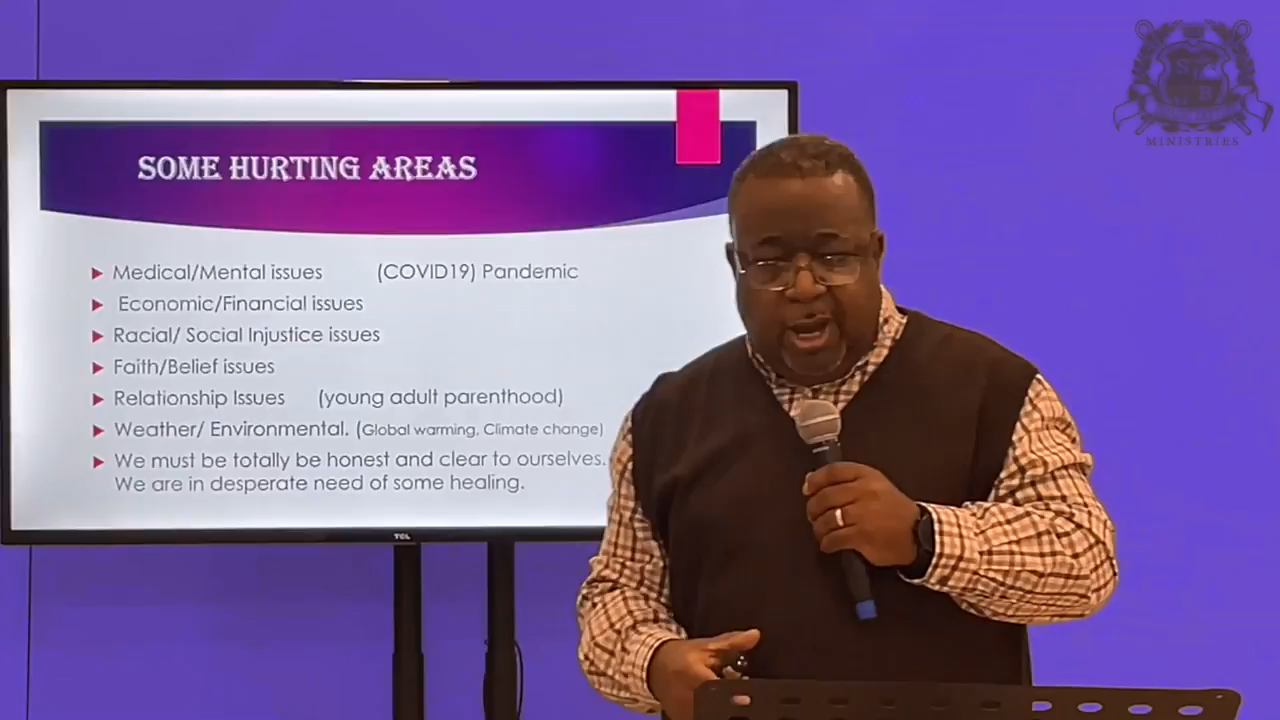 SOME HURTING AREAS
Medical/Mental issues (COVID19) Pandemic
Economic/Financial issues
Racial/ Social Injustice issues
Faith/Belief issues
Relationship Issues (young adult parenthood)
Weather/ Environmental. (Global warming, Climate change)
We must be totally be honest and clear to ourselves.
We are in desperate need of some healing.
TCL
MINISTRIES